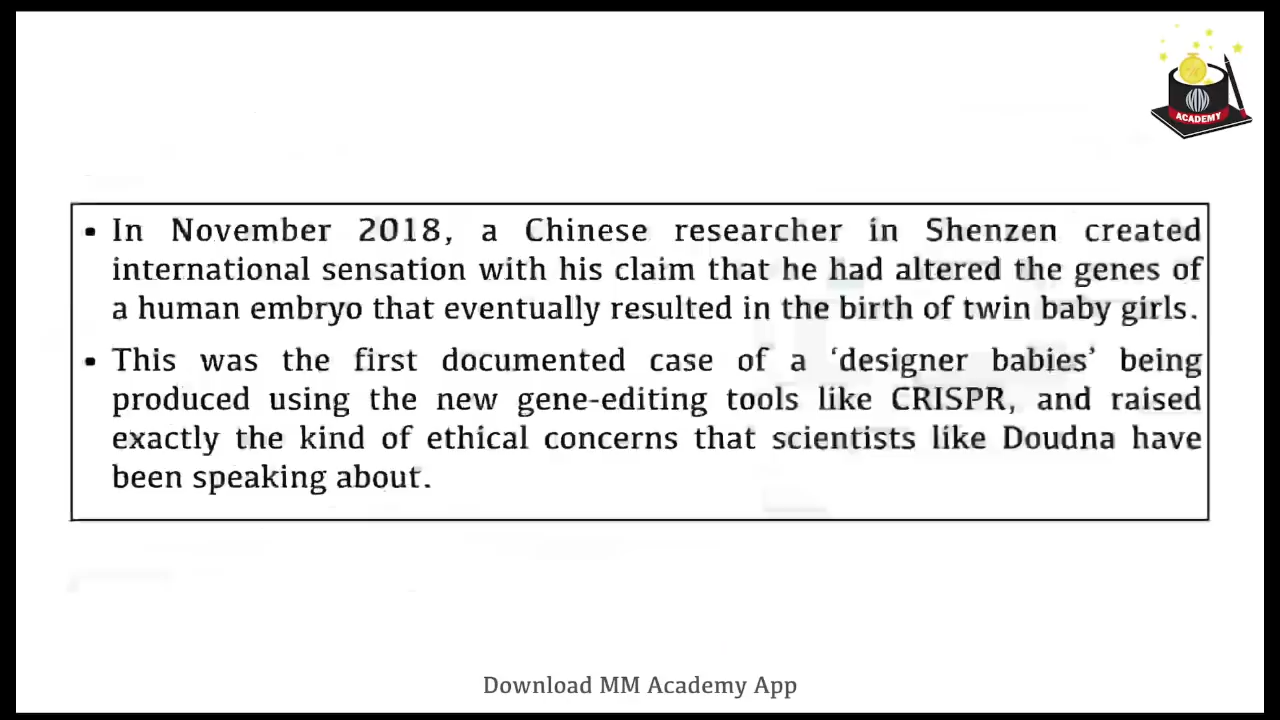 ACADEMY
• In November 2018, a Chinese researcher in Shenzen created
international sensation with his claim that he had altered the genes of
a human embryo that eventually resulted in the birth of twin baby girls.
• This was the first documented case of a ‘designer babies’ being
produced using the new gene-editing tools like CRISPR, and raised
exactly the kind of ethical concerns that scientists like Doudna have
been speaking about.
Download MM Academy App